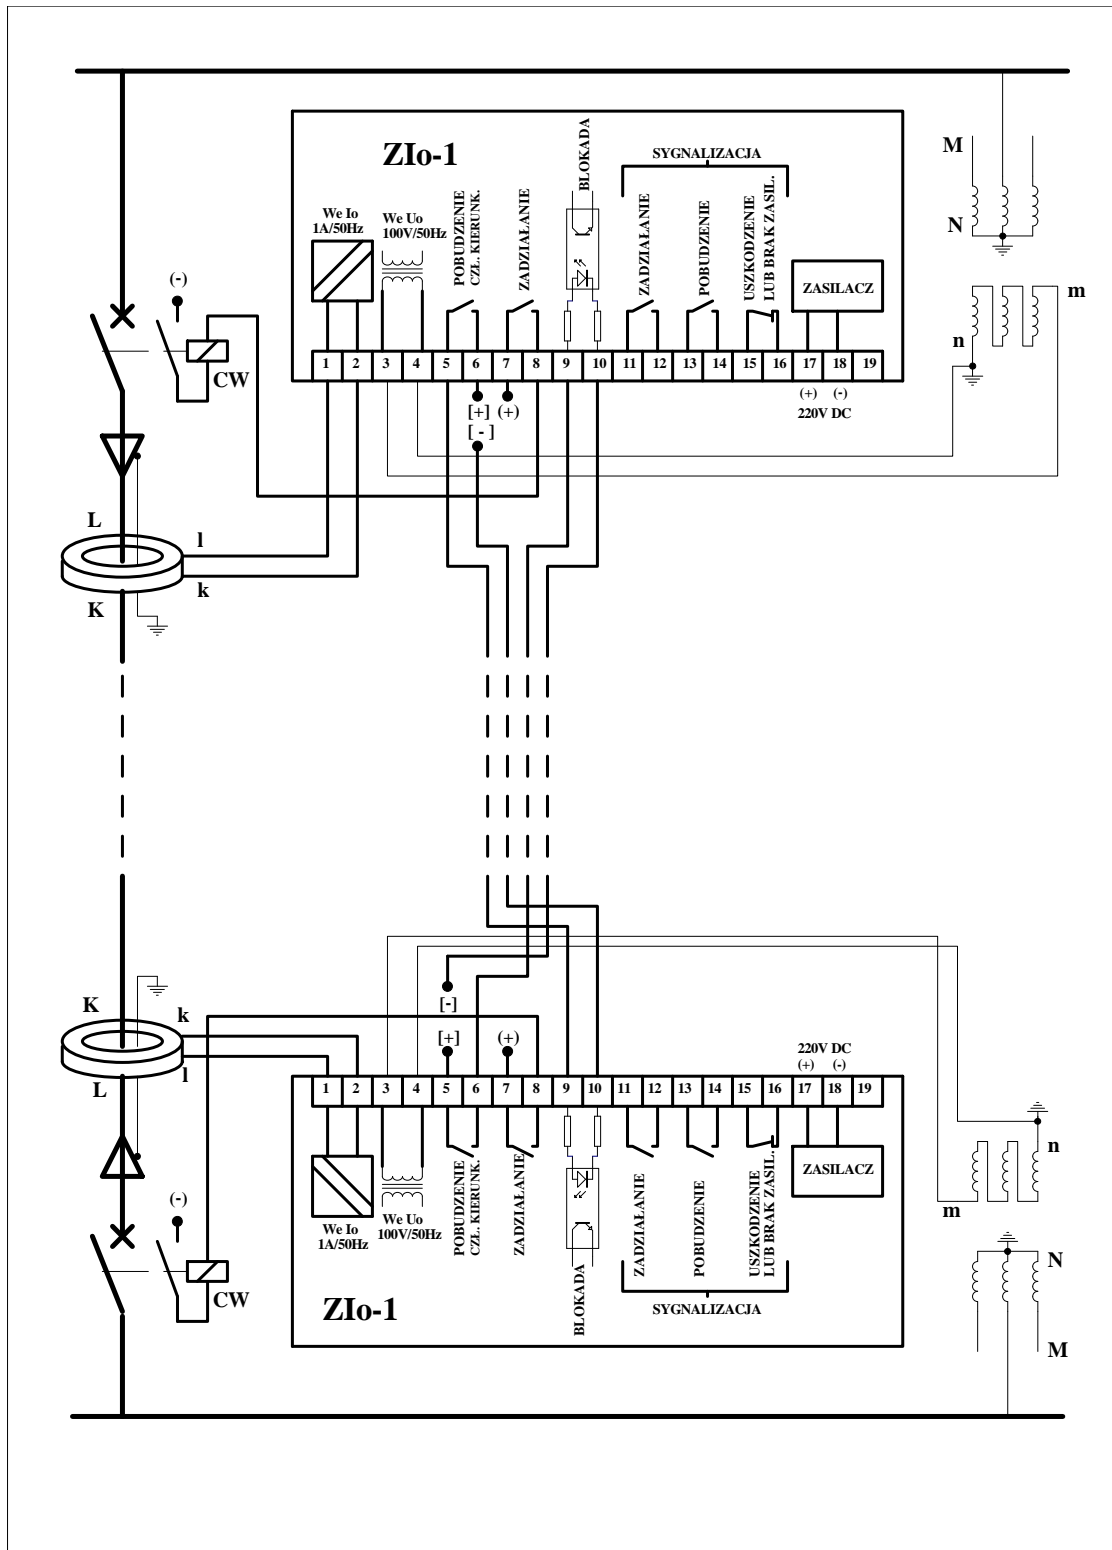 ZIo-1
We Io
1A/50Hz
We Uo
100V/50Hz
POBUDZENIE
CZŁ. KIERUNK.
ZADZIAŁANIE
BLOKADA
SYGNALIZACJA
ZADZIAŁANIE
POBUDZENIE
USZKODZENIE
LUB BRAK ZASIL.
ZASILACZ
M
N
m
n
(-)
CW
1 2 3 4 5 6 7 8 9 10 11 12 13 14 15 16 17 18 19
[+] (+)
[ - ]
(+) (-)
220V DC
L
l
k
K
K
k
l
L
[-]
[+] (+)
220V DC
(+) (-)
1 2 3 4 5 6 7 8 9 10 11 12 13 14 15 16 17 18 19
We Io
1A/50Hz
We Uo
100V/50Hz
POBUDZENIE
CZŁ. KIERUNK.
ZADZIAŁANIE
BLOKADA
ZADZIAŁANIE
POBUDZENIE
USZKODZENIE
LUB BRAK ZASIL.
SYGNALIZACJA
ZASILACZ
n
m
N
M
(-)
CW
ZIo-1